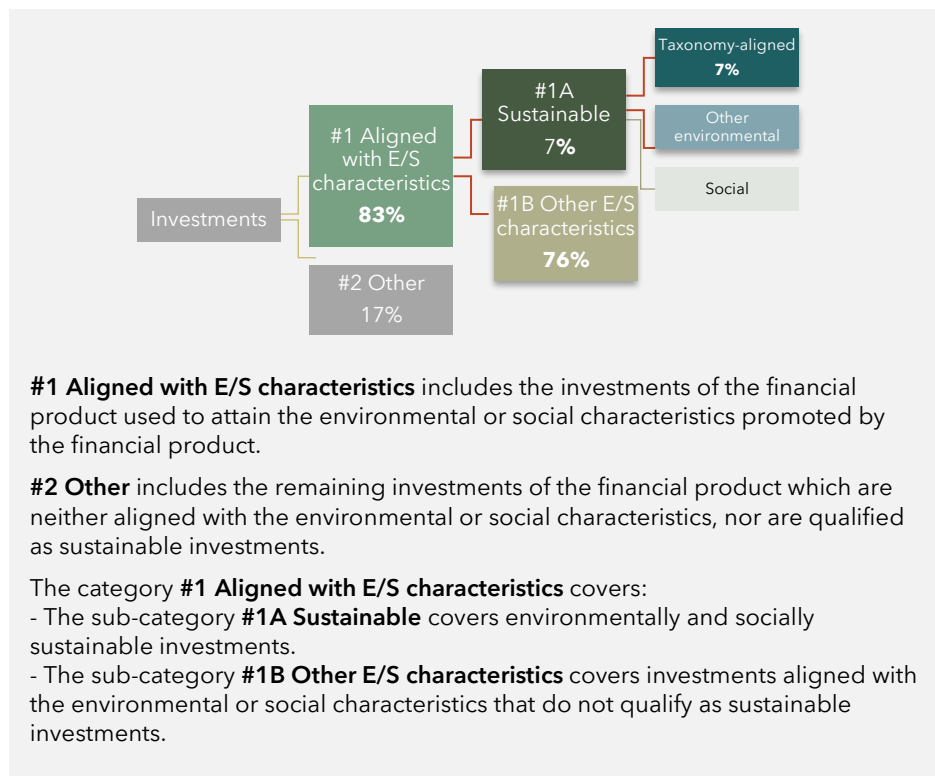 Investments
#1 Aligned
with E/S
characteristics
83%
#2 Other
17%
#1A
Sustainable
7%
#1B Other E/S
characteristics
76%
Taxonomy-aligned
7%
Other
environmental
Social
#1 Aligned with E/S characteristics includes the investments of the financial
product used to attain the environmental or social characteristics promoted by
the financial product.
#2 Other includes the remaining investments of the financial product which are
neither aligned with the environmental or social characteristics, nor are qualified
as sustainable investments.
The category #1 Aligned with E/S characteristics covers:
- The sub-category #1A Sustainable covers environmentally and socially
sustainable investments.
- The sub-category #1B Other E/S characteristics covers investments aligned with
the environmental or social characteristics that do not qualify as sustainable
investments.